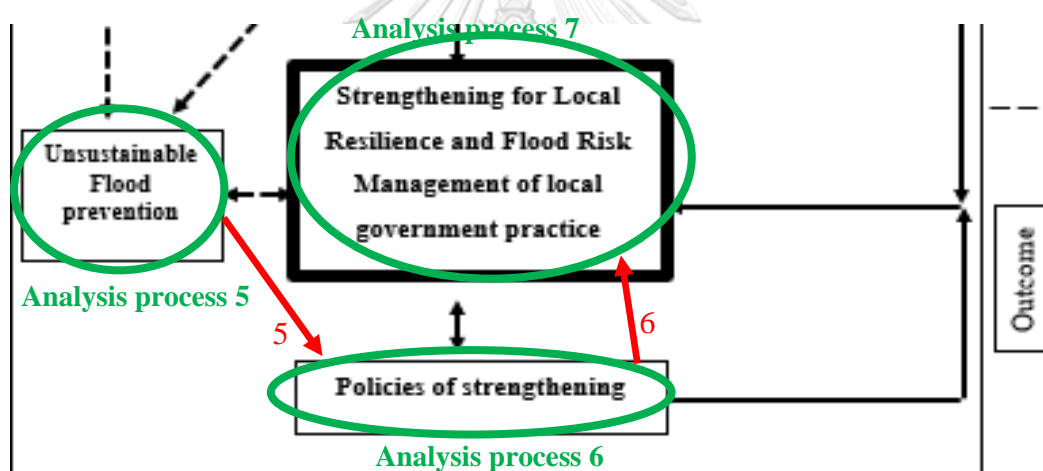 Analysis process 7
Strengthening for Local
Resilience and Flood Risk
Management of local
government practice
Unsustainable
Flood
prevention
Analysis process 5
5
6
Outcome
Policies of strengthening
Analysis process 6